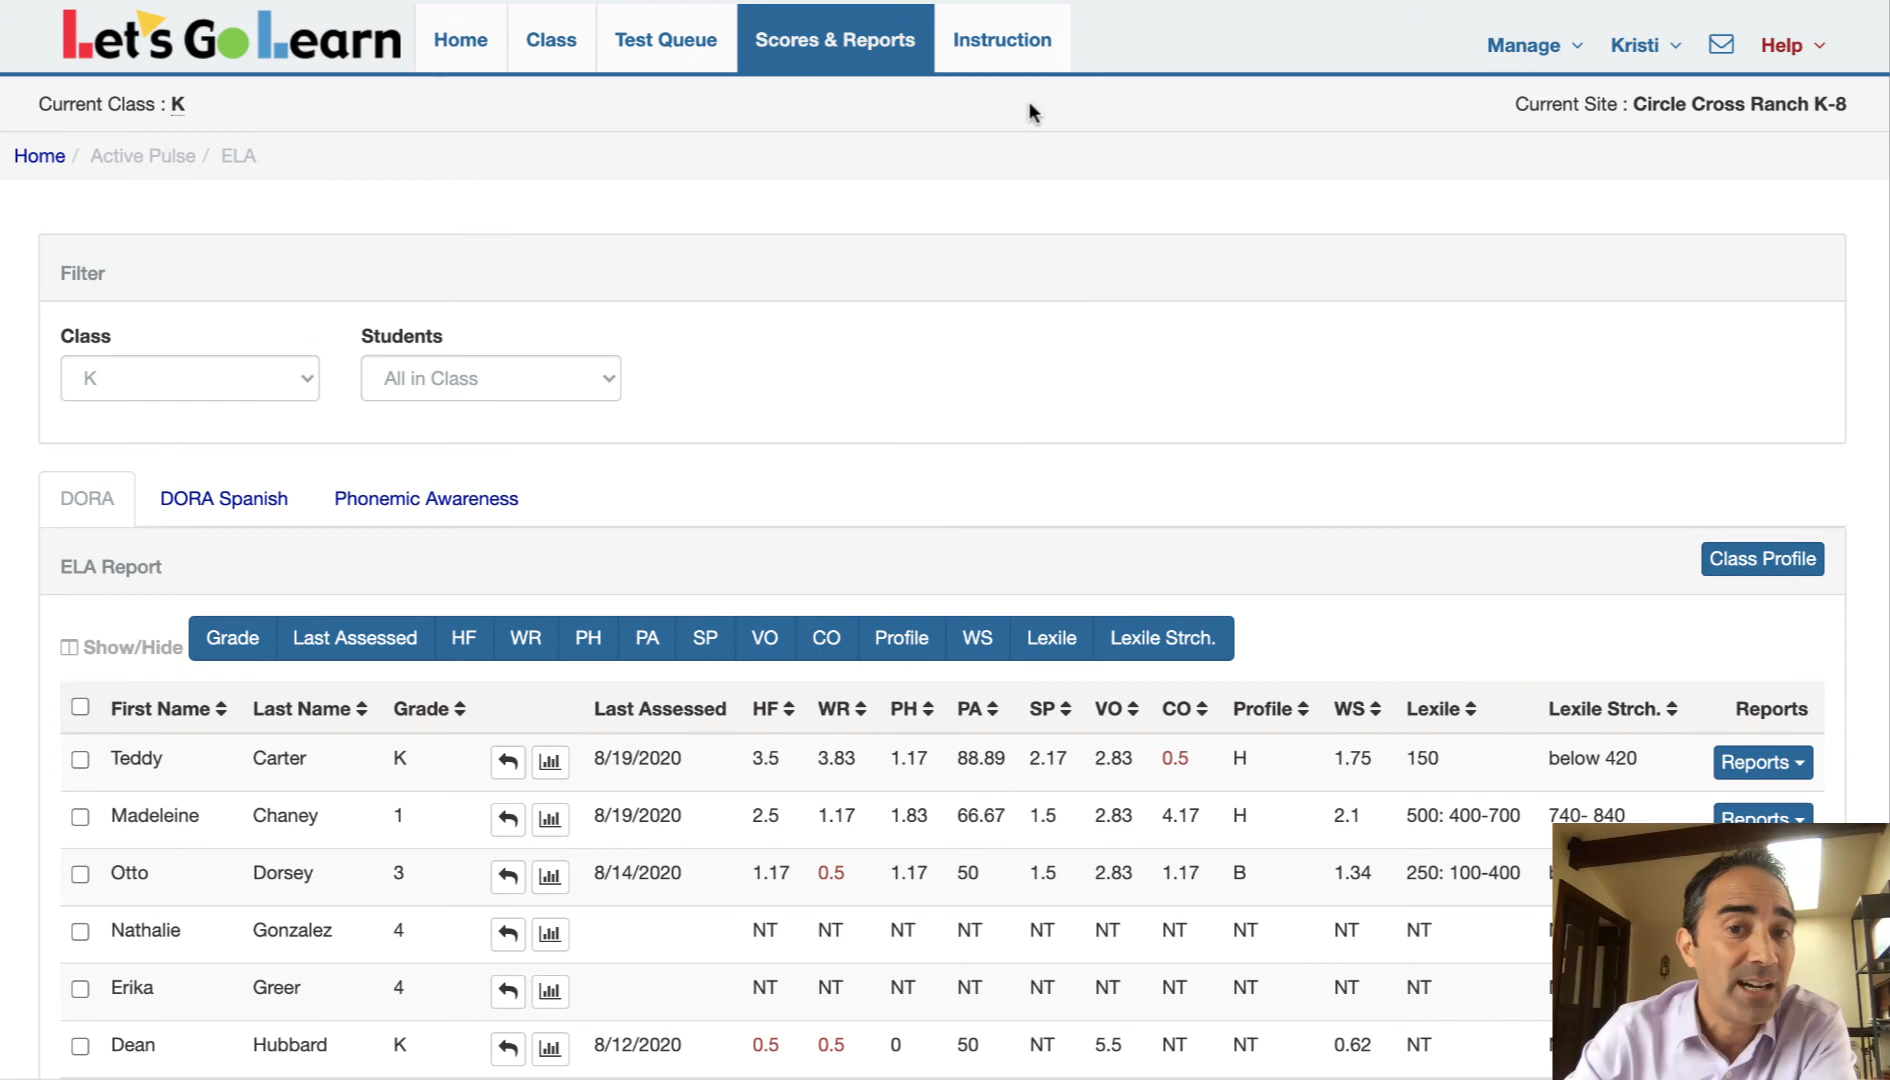 Let's Go Learn Home Class Test Queue Scores & Reports Instruction Manage Kristi Help
Current Class : K Current Site : Circle Cross Ranch K-8
Home / Active Pulse / ELA
Filter
Class Students
K All in Class
DORA DORA Spanish Phonemic Awareness
ELA Report Class Profile
Show/Hide Grade Last Assessed HF WR PH PA SP VO CO Profile WS Lexile Lexile Strch.
First Name Last Name Grade Last Assessed HF WR PH PA SP VO CO Profile WS Lexile Lexile Strch. Reports
Teddy Carter K 8/19/2020 3.5 3.83 1.17 88.89 2.17 2.83 0.5 H 1.75 150 below 420 Reports
Madeleine Chaney 1 8/19/2020 2.5 1.17 1.83 66.67 1.5 2.83 4.17 H 2.1 500: 400-700 740- 840 Reports
Otto Dorsey 3 8/14/2020 1.17 0.5 1.17 50 1.5 2.83 1.17 B 1.34 250: 100-400
Nathalie Gonzalez 4 NT NT NT NT NT NT NT NT NT NT
Erika Greer 4 NT NT NT NT NT NT NT NT NT NT
Dean Hubbard K 8/12/2020 0.5 0.5 0 50 NT 5.5 NT NT 0.62 NT